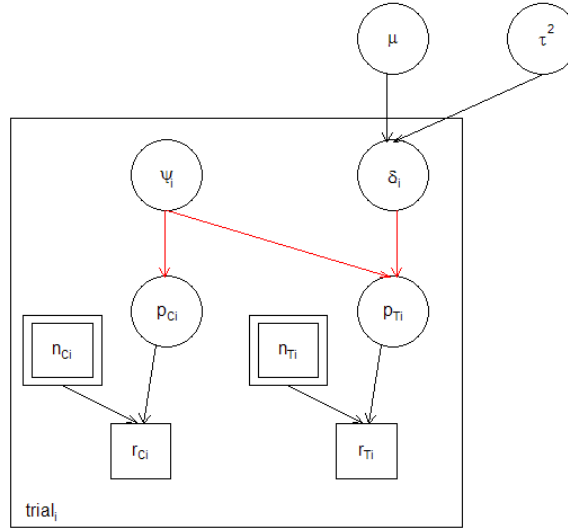 μ τ²
ψᵢ δᵢ
p_Ci p_Ti
n_Ci n_Ti
r_Ci r_Ti
trialᵢ